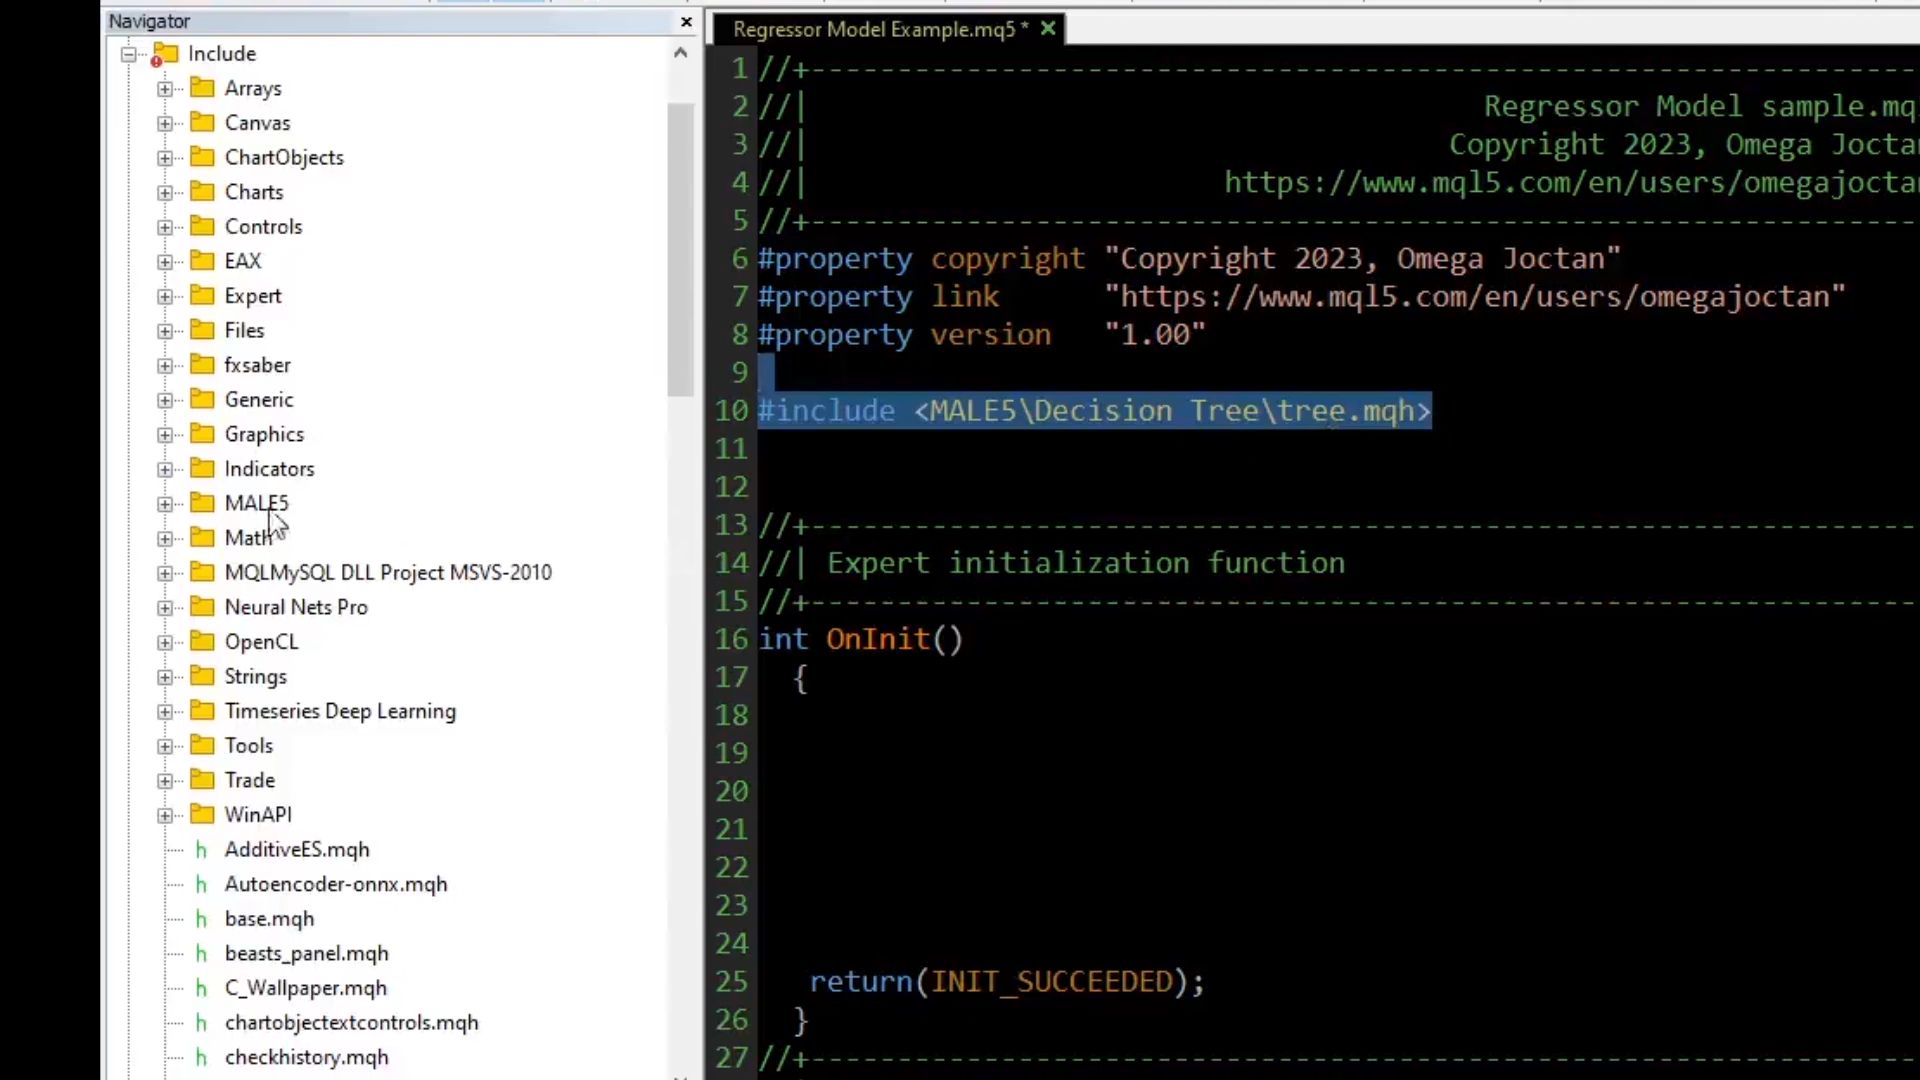 Navigator
Include
Arrays
Canvas
ChartObjects
Charts
Controls
EAX
Expert
Files
fxsaber
Generic
Graphics
Indicators
MALE5
Math
MQLMySQL DLL Project MSVS-2010
Neural Nets Pro
OpenCL
Strings
Timeseries Deep Learning
Tools
Trade
WinAPI
h AdditiveES.mqh
h Autoencoder-onnx.mqh
h base.mqh
h beasts_panel.mqh
h C_Wallpaper.mqh
h chartobjectextcontrols.mqh
h checkhistory.mqh
Regressor Model Example.mq5 *
1 //+------------------------------------------------------------------
2 //| Regressor Model sample.mq
3 //| Copyright 2023, Omega Jocta
4 //| https://www.mql5.com/en/users/omegajocta
5 //+------------------------------------------------------------------
6 #property copyright "Copyright 2023, Omega Joctan"
7 #property link "https://www.mql5.com/en/users/omegajoctan"
8 #property version "1.00"
9
10 #include <MALE5\Decision Tree\tree.mqh>
11
12
13 //+------------------------------------------------------------------
14 //| Expert initialization function
15 //+------------------------------------------------------------------
16 int OnInit()
17 {
18
19
20
21
22
23
24
25 return(INIT_SUCCEEDED);
26 }
27 //+------------------------------------------------------------------